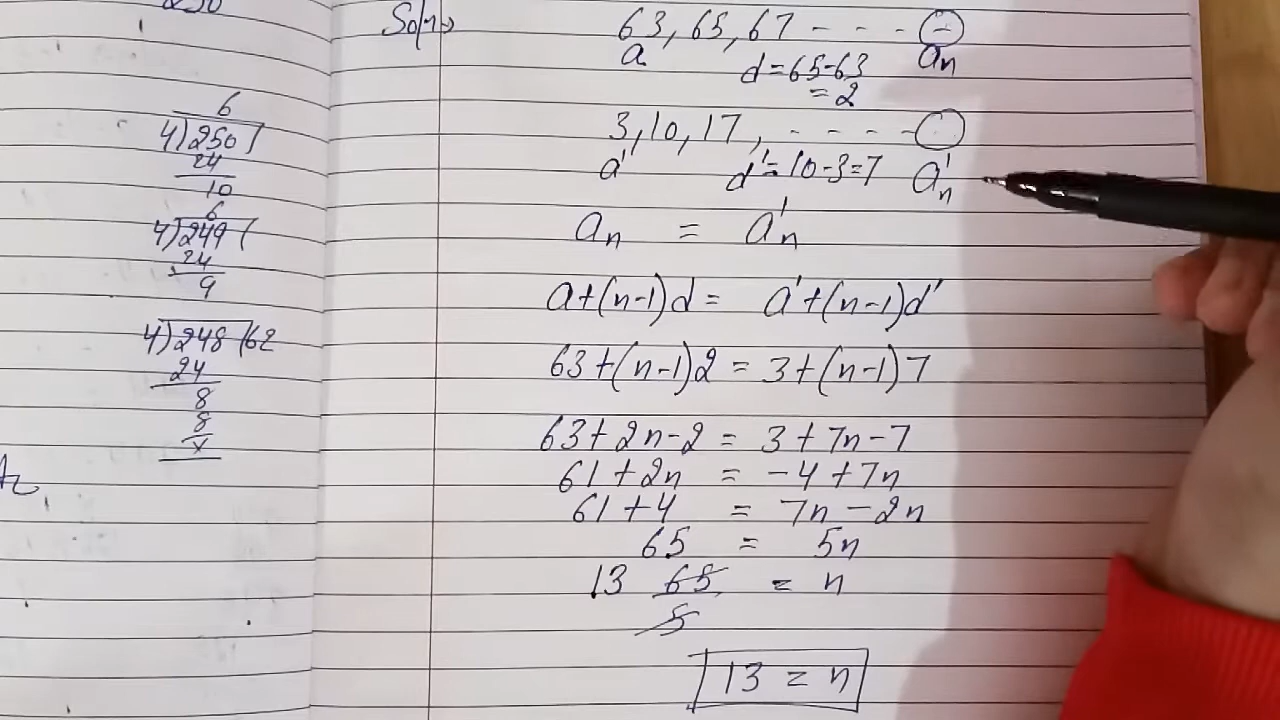 6
4)250(
24
10
6
4)249(
24
9
4)248(62
24
8
8
x
Soln
63, 65, 67 - - - -
a d = 65-63 an
= 2
3, 10, 17, - - - - -
a' d' = 10-3=7 a'n
an = a'n
a+(n-1)d = a'+(n-1)d'
63+(n-1)2 = 3+(n-1)7
63+2n-2 = 3+7n-7
61+2n = -4+7n
61+4 = 7n-2n
65 = 5n
13 65 = n
5
13 = n